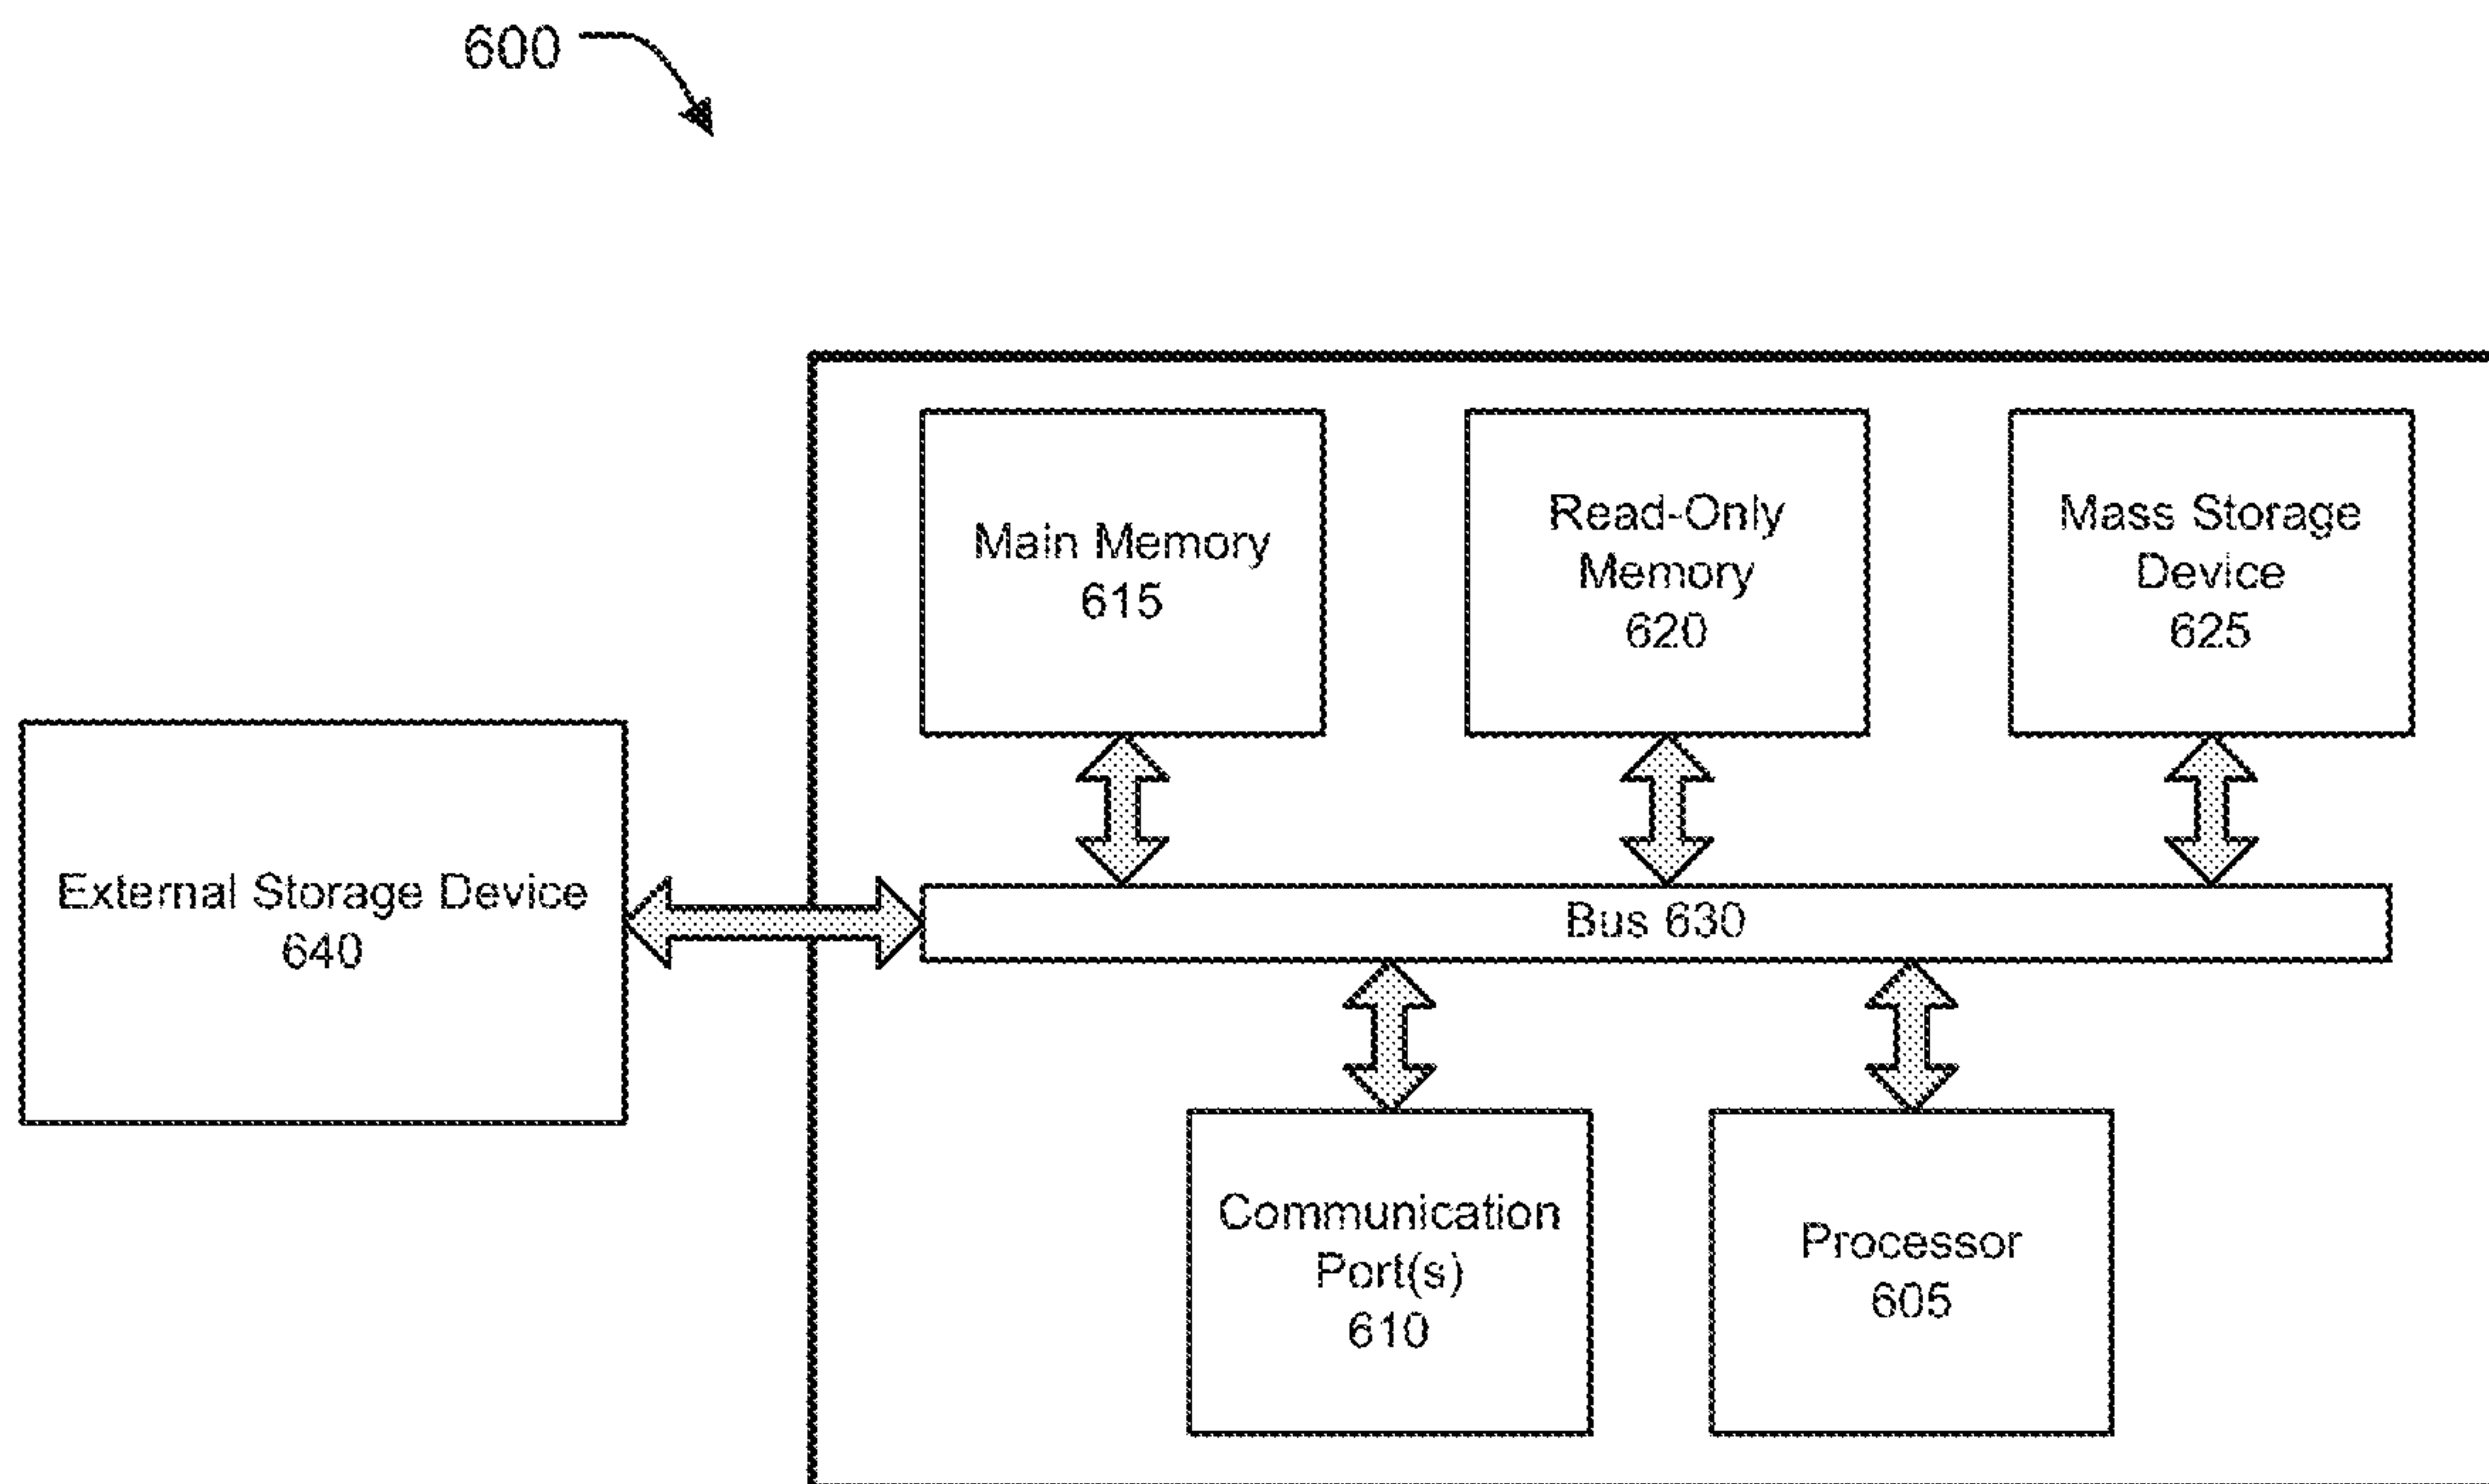 600
Main Memory
615
Read-Only
Memory
620
Mass Storage
Device
625
External Storage Device
640
Bus 630
Communication
Port(s)
610
Processor
605